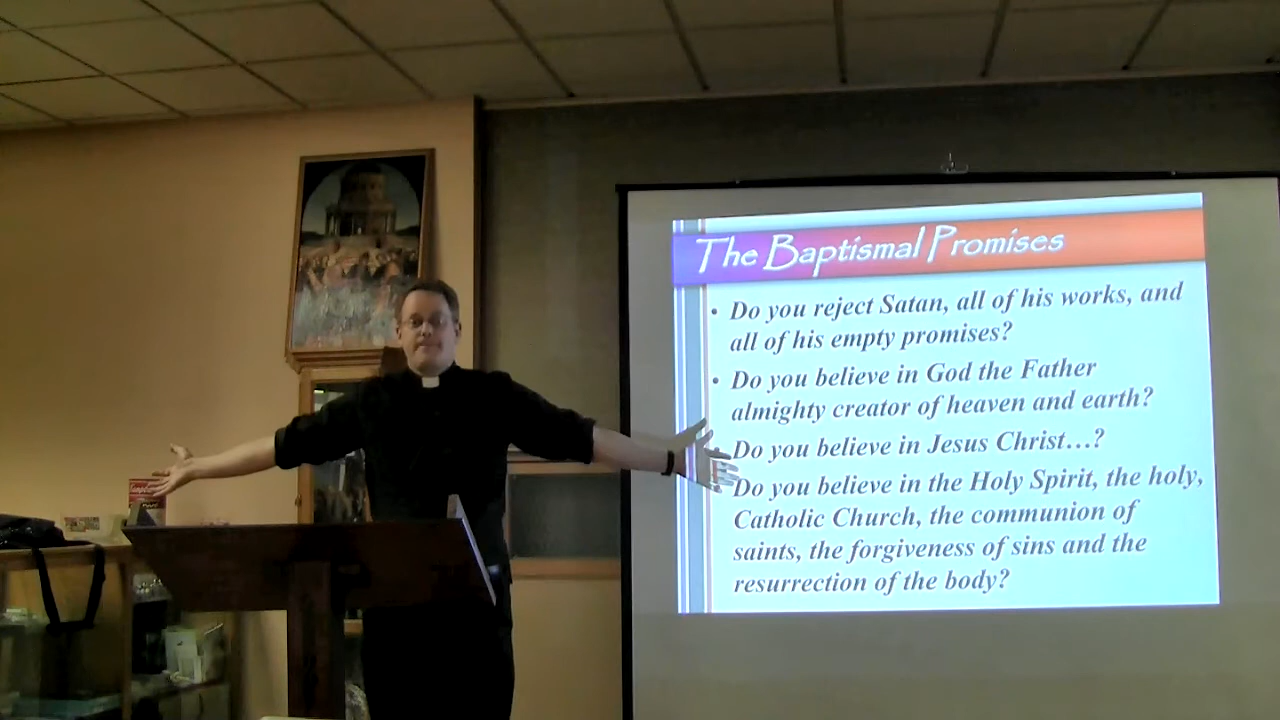 The Baptismal Promises
• Do you reject Satan, all of his works, and
all of his empty promises?
• Do you believe in God the Father
almighty creator of heaven and earth?
Do you believe in Jesus Christ…?
Do you believe in the Holy Spirit, the holy,
Catholic Church, the communion of
saints, the forgiveness of sins and the
resurrection of the body?